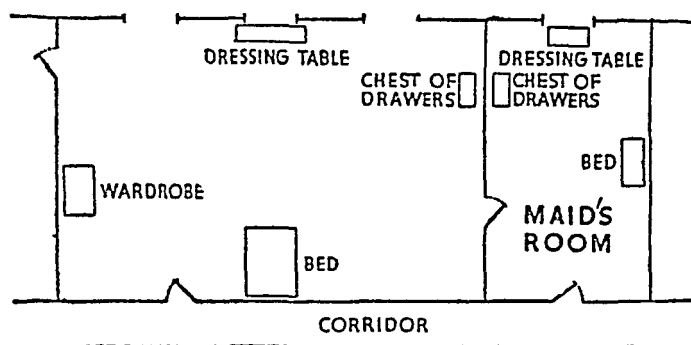 DRESSING TABLE
DRESSING TABLE
CHEST OF
DRAWERS
CHEST OF
DRAWERS
WARDROBE
BED
MAID'S
ROOM
BED
CORRIDOR